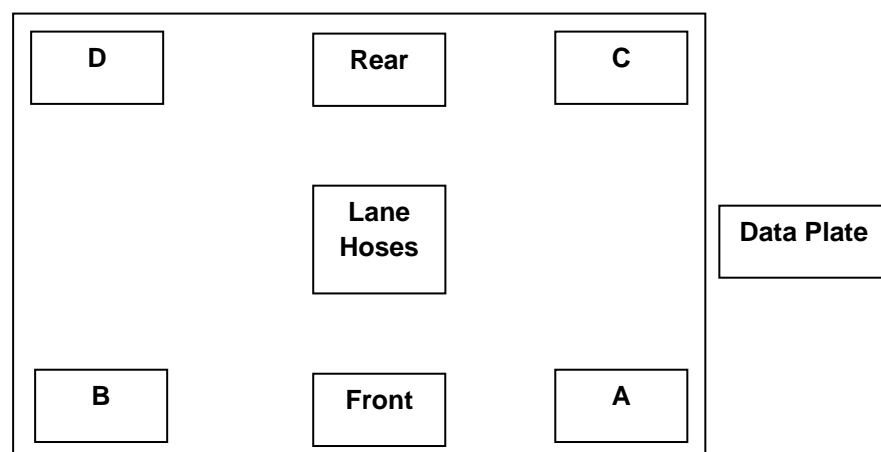 D
Rear
C
Lane
Hoses
Data Plate
B
Front
A